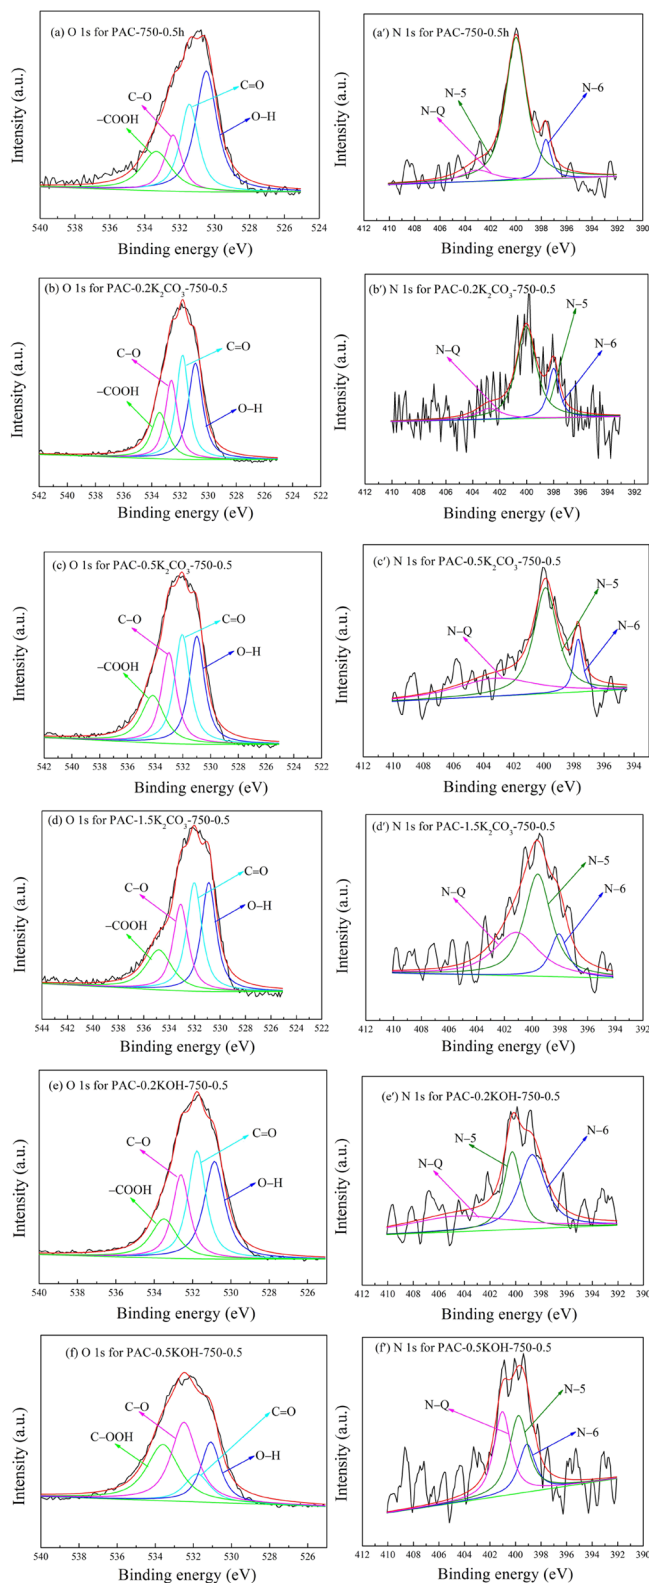 (a) O 1s for PAC-750-0.5h
C=O
C–O
–COOH
O–H
Intensity (a.u.)
540 538 536 534 532 530 528 526 524
Binding energy (eV)
(a′) N 1s for PAC-750-0.5h
N–5
N–6
N–Q
Intensity (a.u.)
412 410 408 406 404 402 400 398 396 394 392 390
Binding energy (eV)
(b) O 1s for PAC-0.2K₂CO₃-750-0.5
C–O
C=O
–COOH
O–H
Intensity (a.u.)
542 540 538 536 534 532 530 528 526 524 522
Binding energy (eV)
(b′) N 1s for PAC-0.2K₂CO₃-750-0.5
N–5
N–Q
N–6
Intensity (a.u.)
412 410 408 406 404 402 400 398 396 394 392
Binding energy (eV)
(c) O 1s for PAC-0.5K₂CO₃-750-0.5
C–O
C=O
O–H
–COOH
Intensity (a.u.)
542 540 538 536 534 532 530 528 526 524 522
Binding energy (eV)
(c′) N 1s for PAC-0.5K₂CO₃-750-0.5
N–5
N–6
N–Q
Intensity (a.u.)
412 410 408 406 404 402 400 398 396 394
Binding energy (eV)
(d) O 1s for PAC-1.5K₂CO₃-750-0.5
C=O
C–O
O–H
–COOH
Intensity (a.u.)
544 542 540 538 536 534 532 530 528 526 524 522
Binding energy (eV)
(d′) N 1s for PAC-1.5K₂CO₃-750-0.5
N–5
N–Q
N–6
Intensity (a.u.)
412 410 408 406 404 402 400 398 396 394 392
Binding energy (eV)
(e) O 1s for PAC-0.2KOH-750-0.5
C=O
C–O
–COOH
O–H
Intensity (a.u.)
540 538 536 534 532 530 528 526
Binding energy (eV)
(e′) N 1s for PAC-0.2KOH-750-0.5
N–5
N–6
N–Q
Intensity (a.u.)
412 410 408 406 404 402 400 398 396 394 392 390
Binding energy (eV)
(f) O 1s for PAC-0.5KOH-750-0.5
C–O
C=O
C–OOH
O–H
Intensity (a.u.)
540 538 536 534 532 530 528 526
Binding energy (eV)
(f′) N 1s for PAC-0.5KOH-750-0.5
N–5
N–Q
N–6
Intensity (a.u.)
412 410 408 406 404 402 400 398 396 394 392 390
Binding energy (eV)